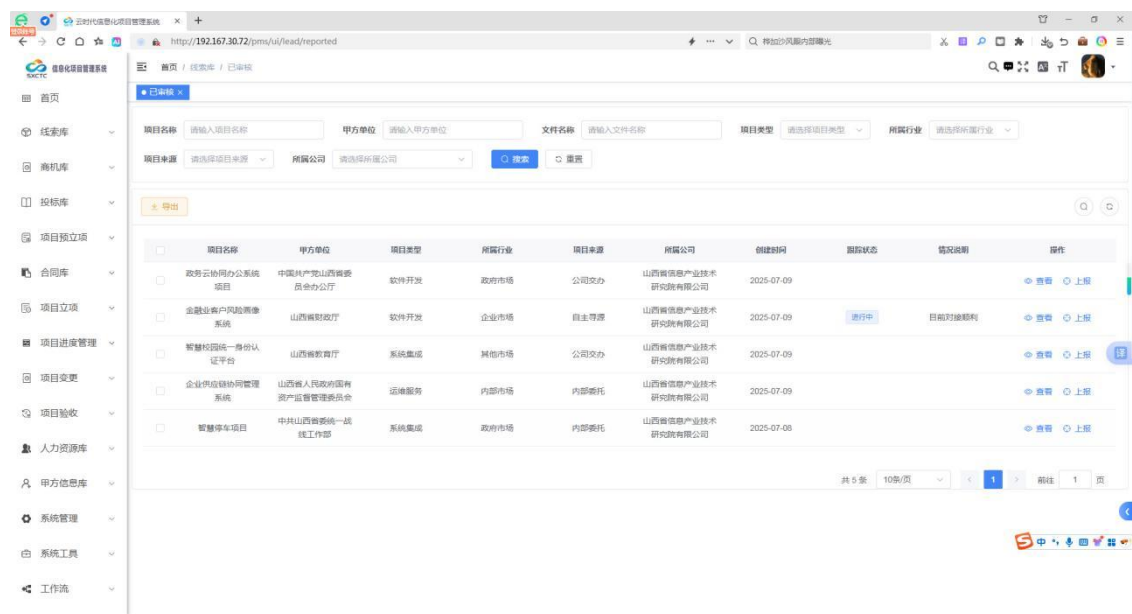 云时代信息化项目管理系统 × +
登录账号
http://192.167.30.72/pms/ui/lead/reported
SXCTC 信息化项目管理系统
首页 / 线索库 / 已审核
首页
线索库
商机库
投标库
项目预立项
合同库
项目立项
项目进度管理
项目变更
项目验收
人力资源库
甲方信息库
系统管理
系统工具
工作流
● 已审核 ×
项目名称 请输入项目名称 甲方单位 请输入甲方单位 文件名称 请输入文件名称 项目类型 请选择项目类型 所属行业 请选择所属行业
项目来源 请选择项目来源 所属公司 请选择所属公司 搜索 重置
导出
项目名称 甲方单位 项目类型 所属行业 项目来源 所属公司 创建时间 跟踪状态 情况说明 操作
政务云协同办公系统项目 中国共产党山西省委员会办公厅 软件开发 政府市场 公司交办 山西省信息产业技术研究院有限公司 2025-07-09 查看 上报
金融业客户风险画像系统 山西省财政厅 软件开发 企业市场 自主寻源 山西省信息产业技术研究院有限公司 2025-07-09 进行中 目前对接顺利 查看 上报
智慧校园统一身份认证平台 山西省教育厅 系统集成 其他市场 公司交办 山西省信息产业技术研究院有限公司 2025-07-09 查看 上报
企业供应链协同管理系统 山西省人民政府国有资产监督管理委员会 运维服务 内部市场 内部委托 山西省信息产业技术研究院有限公司 2025-07-09 查看 上报
智慧停车项目 中共山西省委统一战线工作部 系统集成 政府市场 内部委托 山西省信息产业技术研究院有限公司 2025-07-08 查看 上报
共 5 条 10条/页 1 前往 1 页
译
中